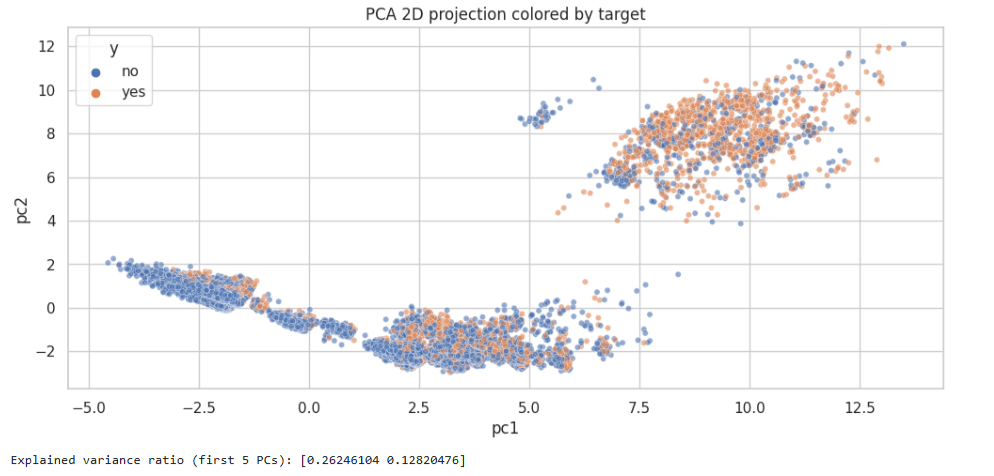 PCA 2D projection colored by target
y
no
yes
12
10
8
6
4
2
0
−2
pc2
−5.0 −2.5 0.0 2.5 5.0 7.5 10.0 12.5
pc1
Explained variance ratio (first 5 PCs): [0.26246104 0.12820476]